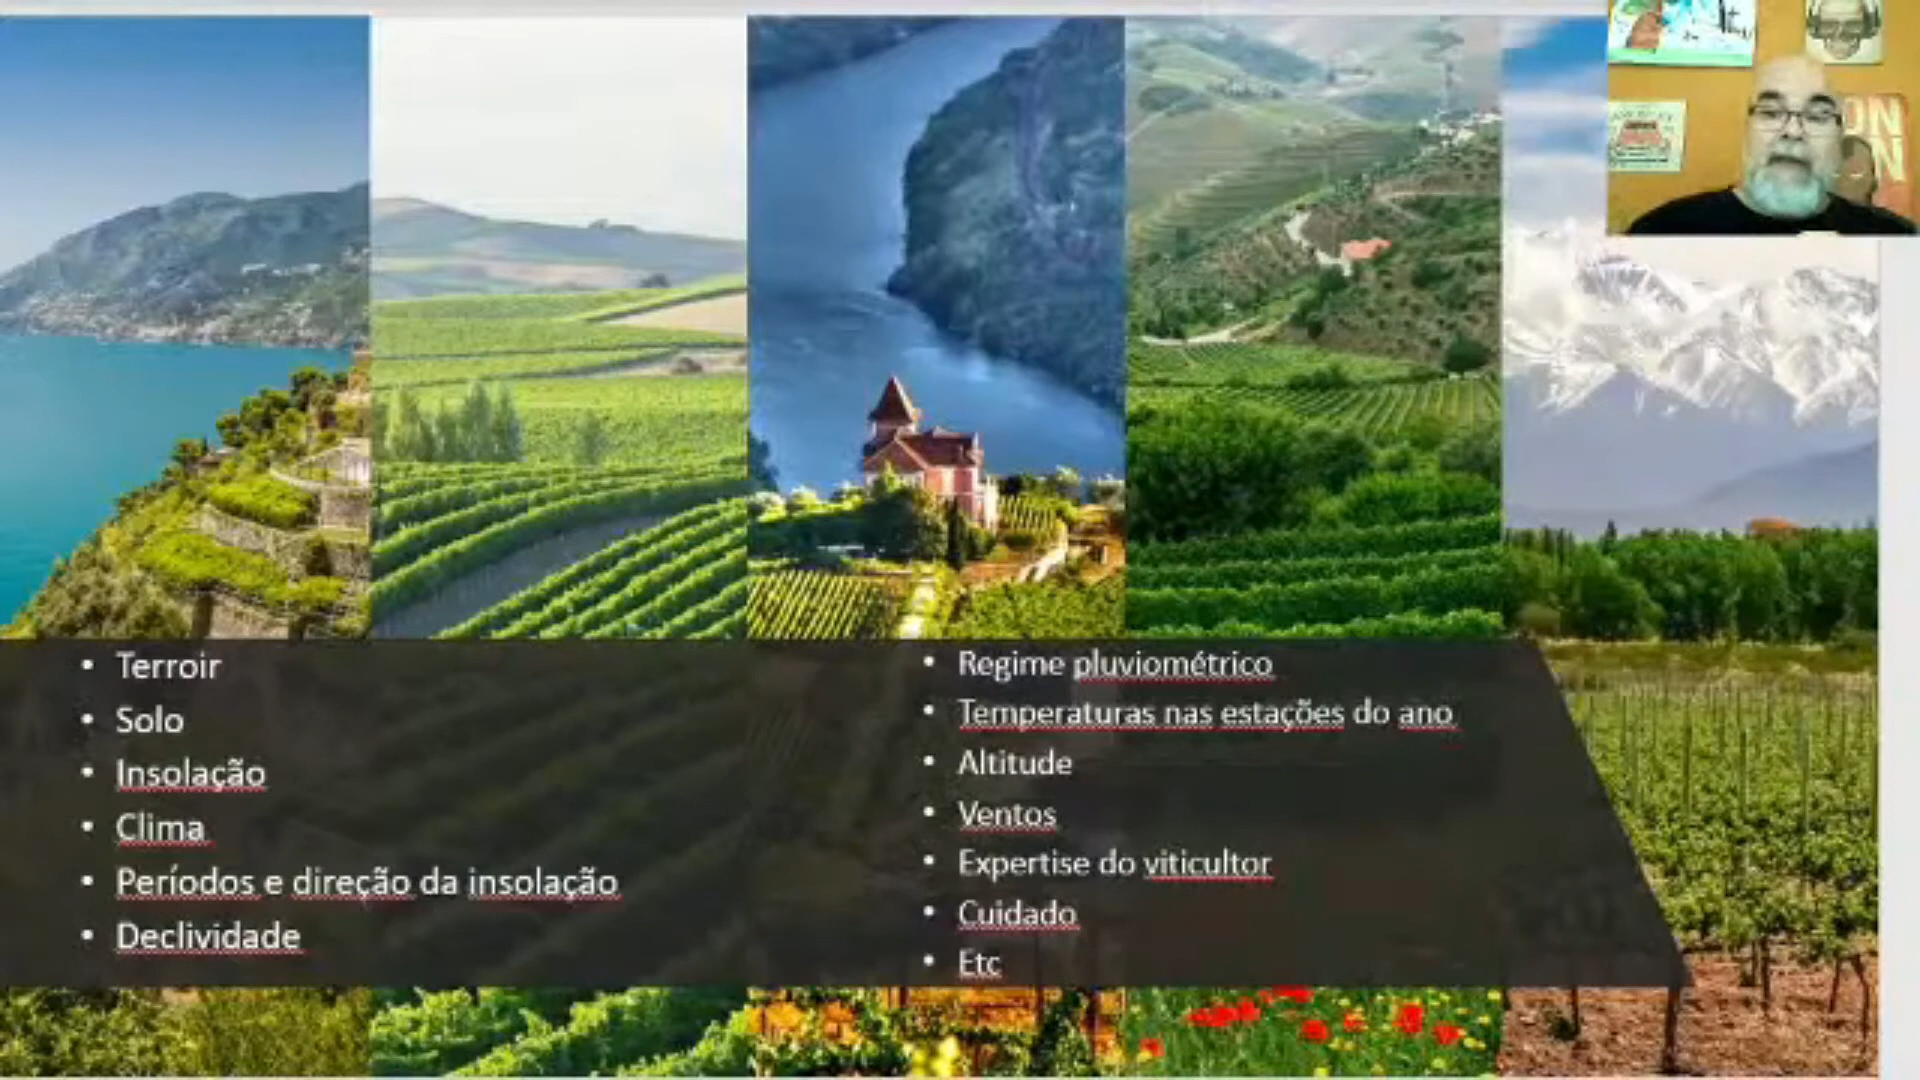 Terroir
Solo
Insolação
Clima
Períodos e direção da insolação
Declividade
Regime pluviométrico
Temperaturas nas estações do ano
Altitude
Ventos
Expertise do viticultor
Cuidado
Etc
ON
N